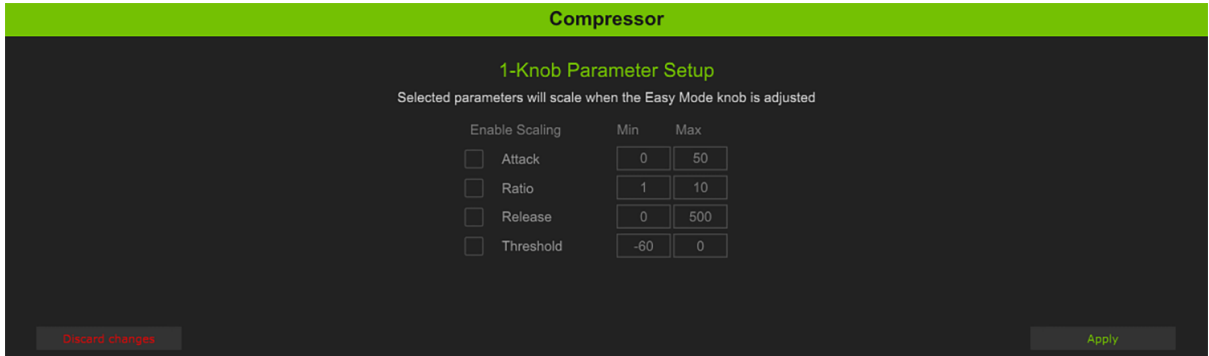 Compressor
1-Knob Parameter Setup
Selected parameters will scale when the Easy Mode knob is adjusted
Enable Scaling Min Max
Attack 0 50
Ratio 1 10
Release 0 500
Threshold -60 0
Discard changes Apply